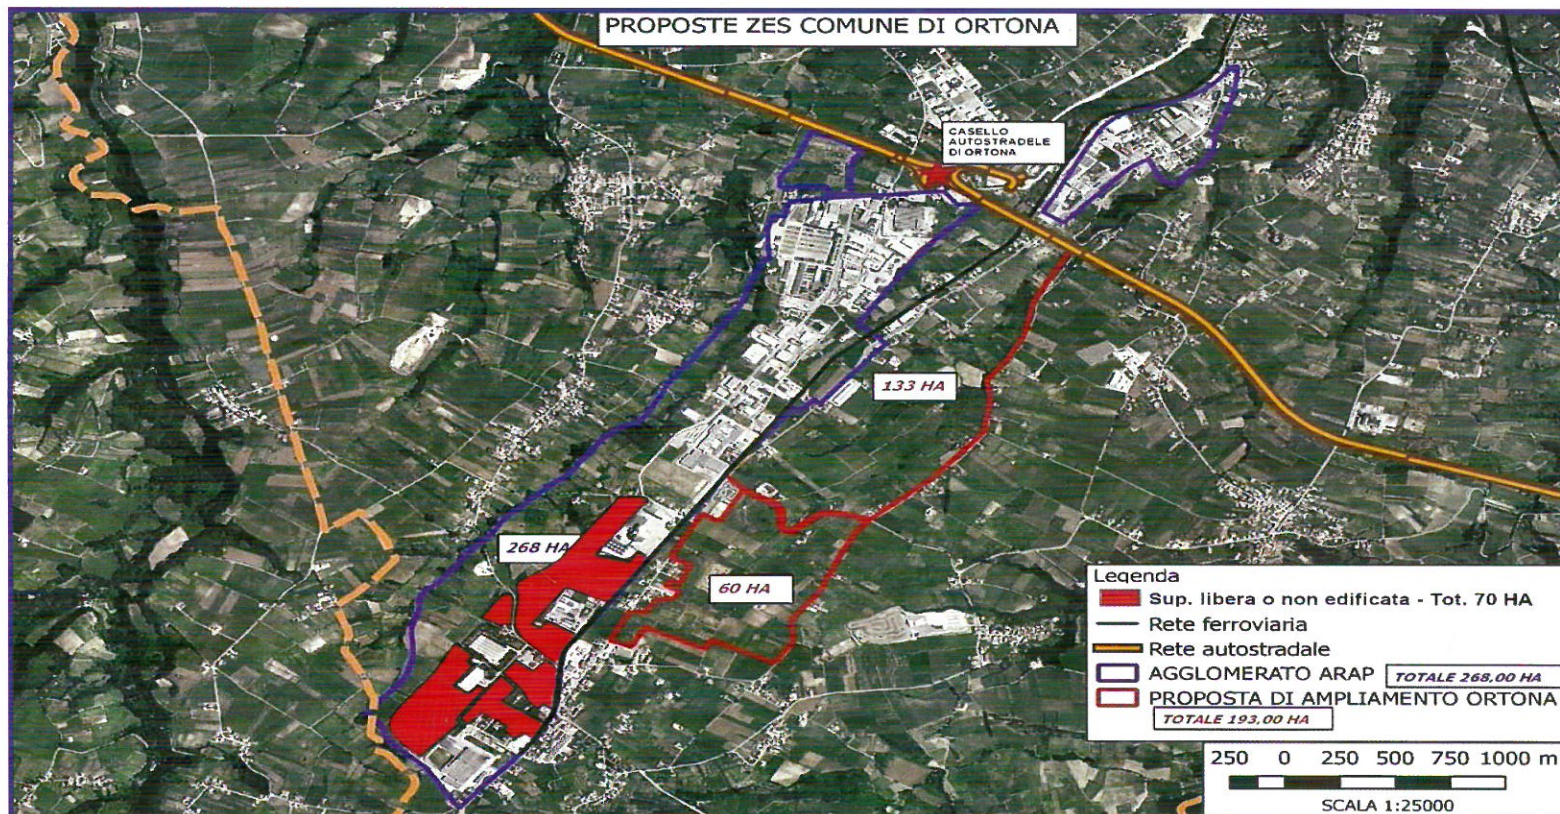 PROPOSTE ZES COMUNE DI ORTONA
CASELLO
AUTOSTRADELE
DI ORTONA
133 HA
268 HA
60 HA
Legenda
Sup. libera o non edificata - Tot. 70 HA
Rete ferroviaria
Rete autostradale
AGGLOMERATO ARAP TOTALE 268,00 HA
PROPOSTA DI AMPLIAMENTO ORTONA
TOTALE 193,00 HA
250 0 250 500 750 1000 m
SCALA 1:25000